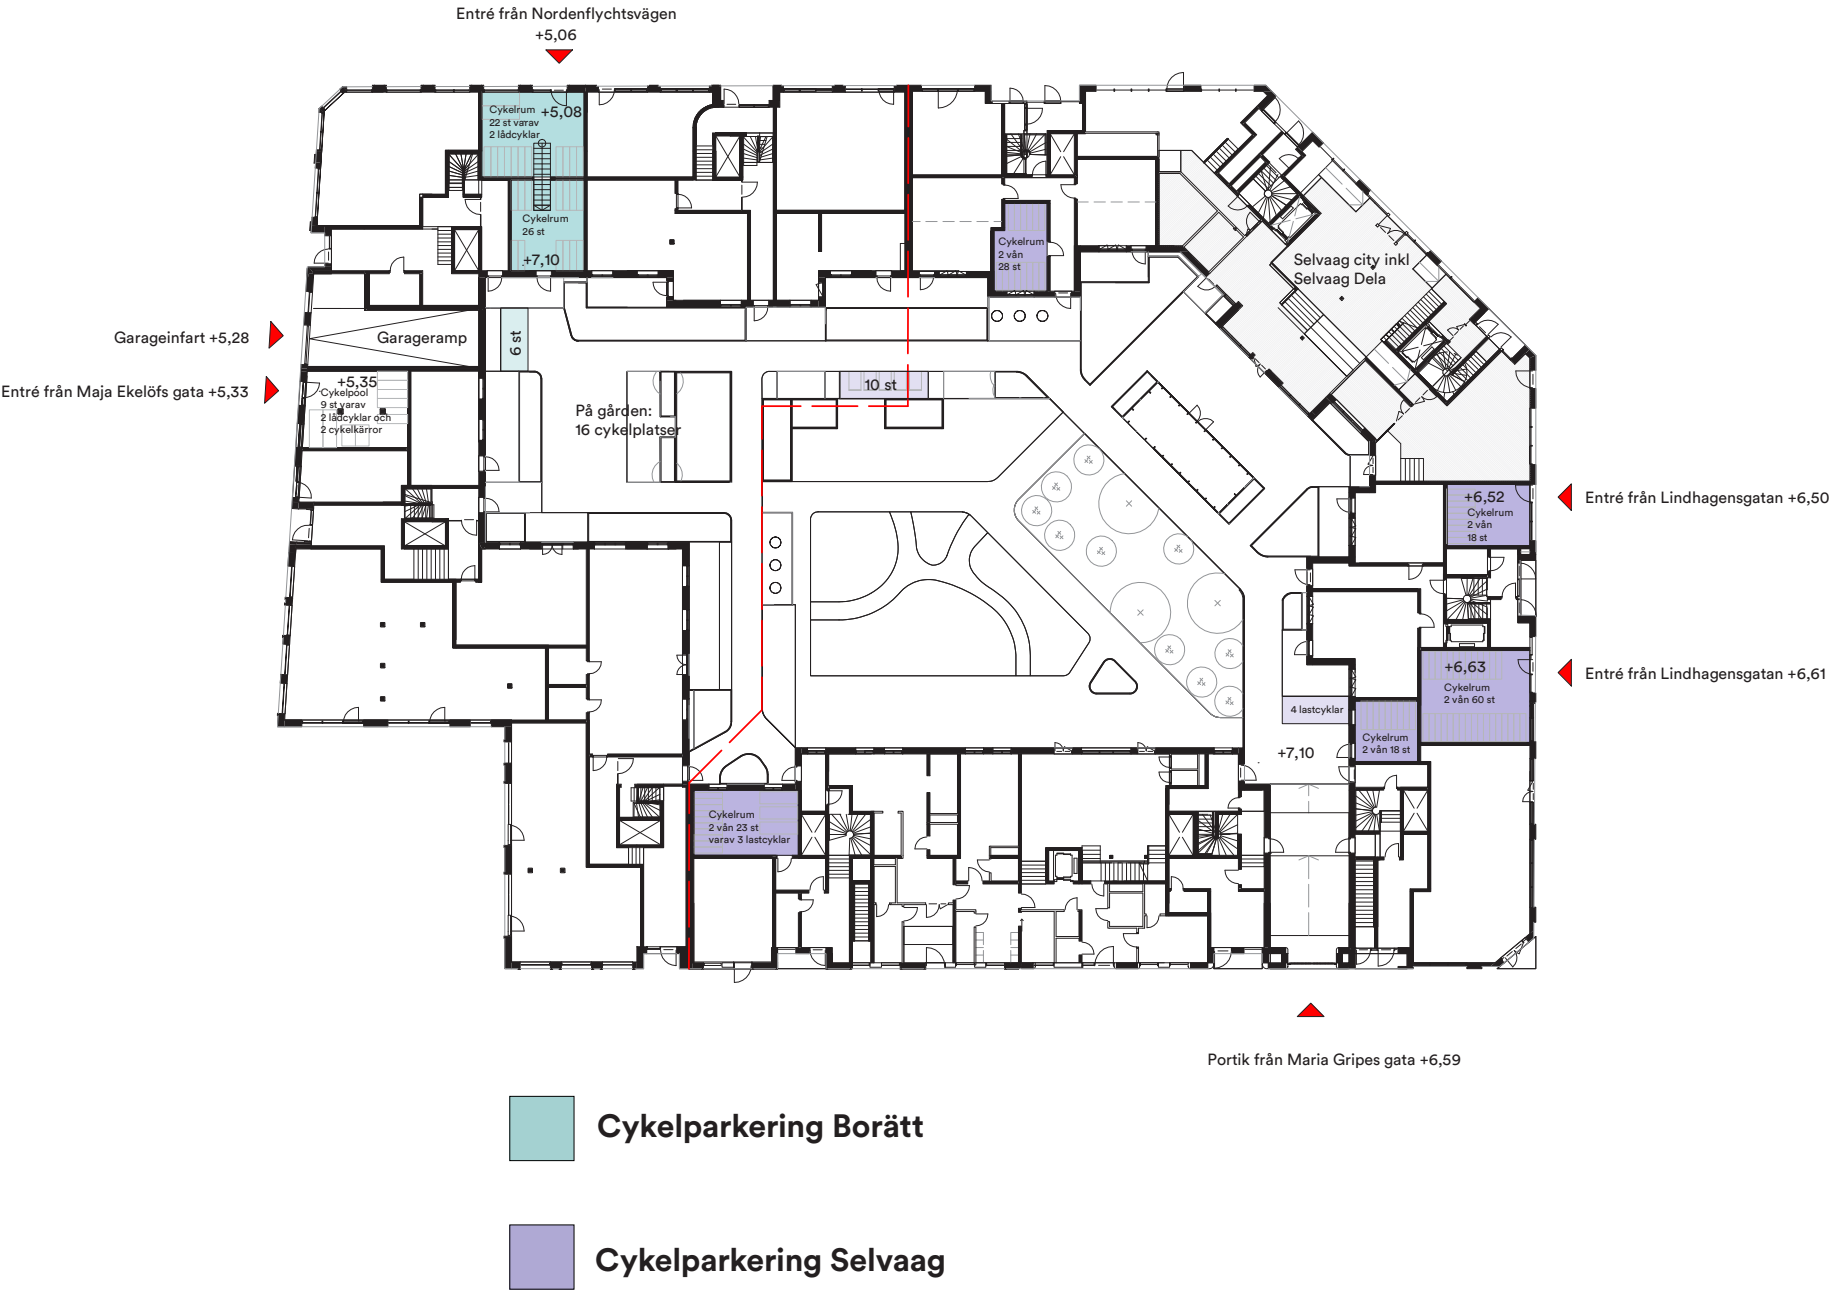 Entré från Nordenflychtsvägen
+5,06
Cykelrum
+5,08
22 st varav
2 lådcyklar
Cykelrum
26 st
+7,10
Cykelrum
2 vån
28 st
Selvaag city inkl
Selvaag Dela
Garageinfart +5,28
Garageramp
6 st
Entré från Maja Ekelöfs gata +5,33
+5,35
Cykelpool
9 st varav
2 lådcyklar och
2 cykelkärror
På gården:
16 cykelplatser
10 st
+6,52
Cykelrum
2 vån
18 st
Entré från Lindhagensgatan +6,50
+6,63
Cykelrum
2 vån 60 st
Entré från Lindhagensgatan +6,61
4 lastcyklar
Cykelrum
2 vån 18 st
+7,10
Cykelrum
2 vån 23 st
varav 3 lastcyklar
Portik från Maria Gripes gata +6,59
Cykelparkering Borätt
Cykelparkering Selvaag